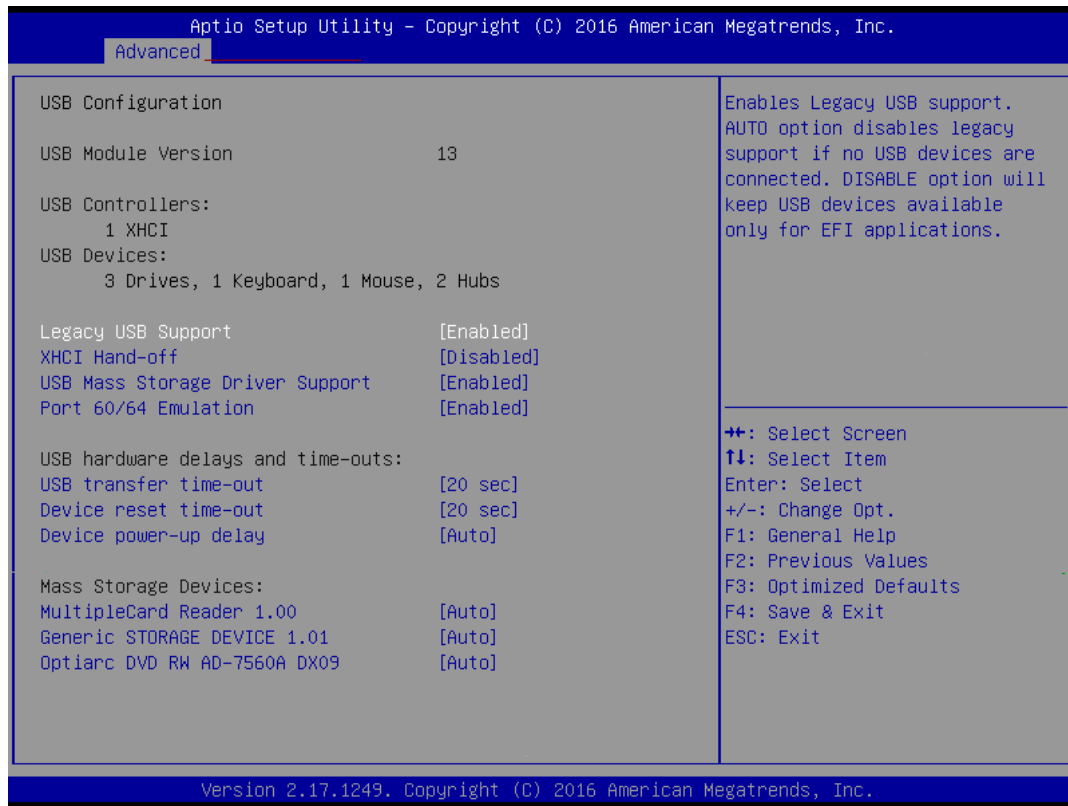 Aptio Setup Utility – Copyright (C) 2016 American Megatrends, Inc.
Advanced
USB Configuration
USB Module Version 13
USB Controllers:
1 XHCI
USB Devices:
3 Drives, 1 Keyboard, 1 Mouse, 2 Hubs
Legacy USB Support [Enabled]
XHCI Hand-off [Disabled]
USB Mass Storage Driver Support [Enabled]
Port 60/64 Emulation [Enabled]
USB hardware delays and time-outs:
USB transfer time-out [20 sec]
Device reset time-out [20 sec]
Device power-up delay [Auto]
Mass Storage Devices:
MultipleCard Reader 1.00 [Auto]
Generic STORAGE DEVICE 1.01 [Auto]
Optiarc DVD RW AD-7560A DX09 [Auto]
Enables Legacy USB support.
AUTO option disables legacy
support if no USB devices are
connected. DISABLE option will
keep USB devices available
only for EFI applications.
→←: Select Screen
↑↓: Select Item
Enter: Select
+/-: Change Opt.
F1: General Help
F2: Previous Values
F3: Optimized Defaults
F4: Save & Exit
ESC: Exit
Version 2.17.1249. Copyright (C) 2016 American Megatrends, Inc.